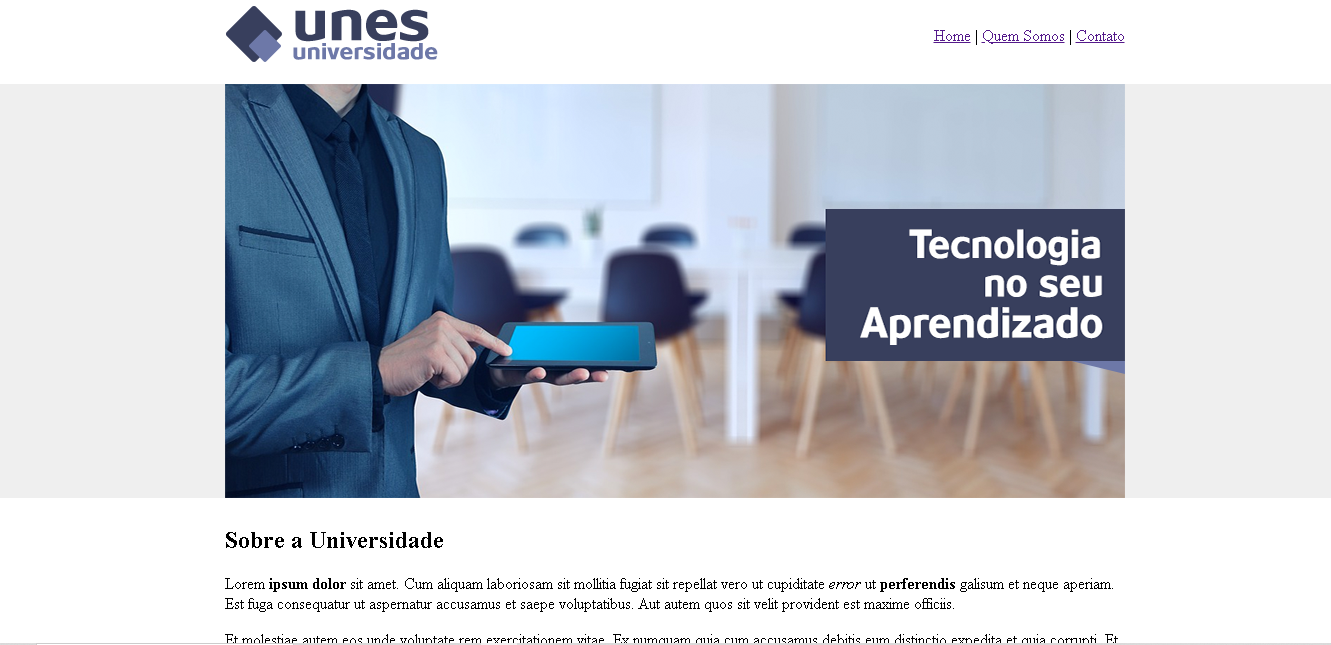 unes
universidade
Home | Quem Somos | Contato
Tecnologia
no seu
Aprendizado
Sobre a Universidade
Lorem ipsum dolor sit amet. Cum aliquam laboriosam sit mollitia fugiat sit repellat vero ut cupiditate error ut perferendis galisum et neque aperiam.
Est fuga consequatur ut aspernatur accusamus et saepe voluptatibus. Aut autem quos sit velit provident est maxime officiis.
Et molestiae autem eos unde voluptate rem exercitationem vitae. Ex numquam quia cum accusamus debitis eum distinctio expedita et quia corrupti. Et